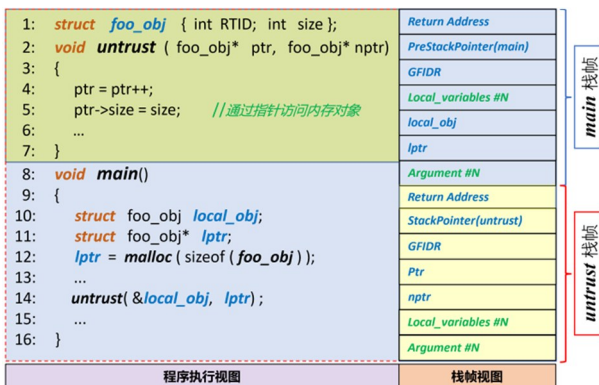 1: struct foo_obj { int RTID; int size };
2: void untrust ( foo_obj* ptr, foo_obj* nptr)
3: {
4: ptr = ptr++;
5: ptr->size = size; //通过指针访问内存对象
6: ...
7: }
8: void main()
9: {
10: struct foo_obj local_obj;
11: struct foo_obj* lptr;
12: lptr = malloc ( sizeof ( foo_obj ) );
13: ...
14: untrust( &local_obj, lptr) ;
15: ...
16: }
程序执行视图
Return Address
PreStackPointer(main)
GFIDR
Local_variables #N
local_obj
lptr
Argument #N
Return Address
StackPointer(untrust)
GFIDR
Ptr
nptr
Local_variables #N
Argument #N
栈帧视图
main 栈帧
untrust 栈帧